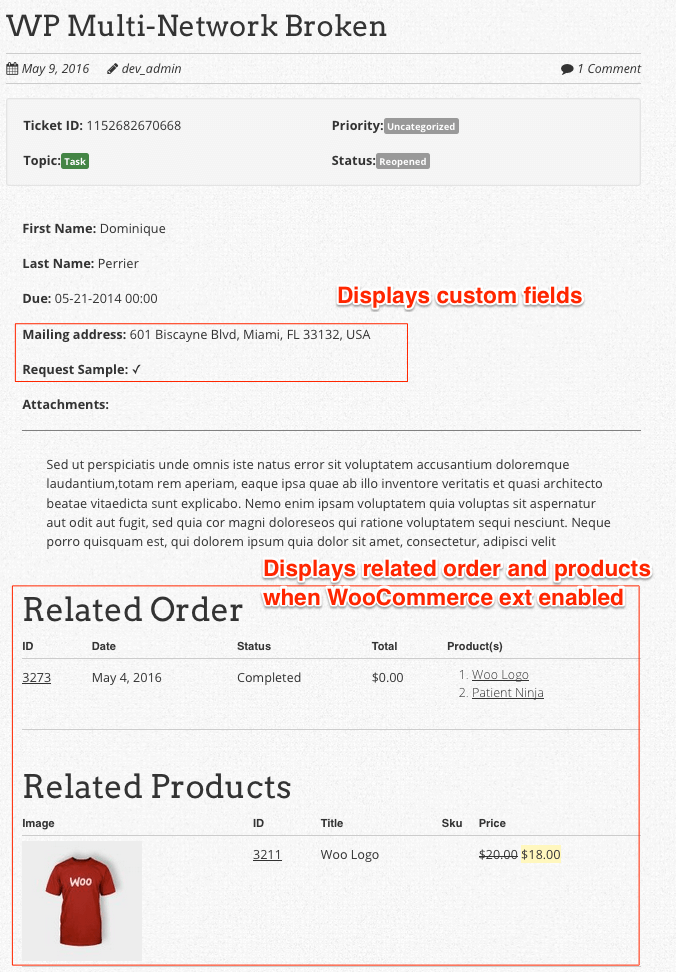 WP Multi-Network Broken
May 9, 2016 dev_admin 1 Comment
Ticket ID: 1152682670668 Priority: Uncategorized
Topic: Task Status: Reopened
First Name: Dominique
Last Name: Perrier
Due: 05-21-2014 00:00
Displays custom fields
Mailing address: 601 Biscayne Blvd, Miami, FL 33132, USA
Request Sample: ✓
Attachments:
Sed ut perspiciatis unde omnis iste natus error sit voluptatem accusantium doloremque
laudantium,totam rem aperiam, eaque ipsa quae ab illo inventore veritatis et quasi architecto
beatae vitaedicta sunt explicabo. Nemo enim ipsam voluptatem quia voluptas sit aspernatur
aut odit aut fugit, sed quia cor magni doloreseos qui ratione voluptatem sequi nesciunt. Neque
porro quisquam est, qui dolorem ipsum quia dolor sit amet, consectetur, adipisci velit
Displays related order and products
when WooCommerce ext enabled
Related Order
ID Date Status Total Product(s)
3273 May 4, 2016 Completed $0.00 1. Woo Logo
2. Patient Ninja
Related Products
Image ID Title Sku Price
3211 Woo Logo $20.00 $18.00
WOO